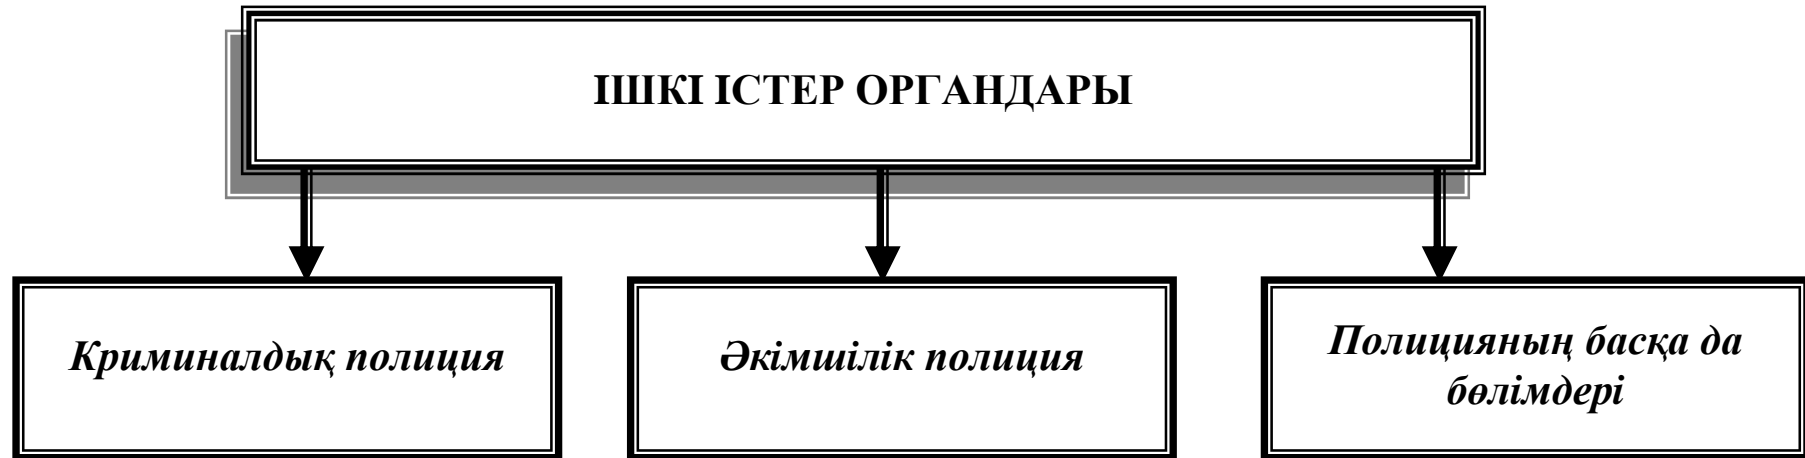 ІШКІ ІСТЕР ОРГАНДАРЫ
Криминалдық полиция
Әкімшілік полиция
Полицияның басқа да
бөлімдері